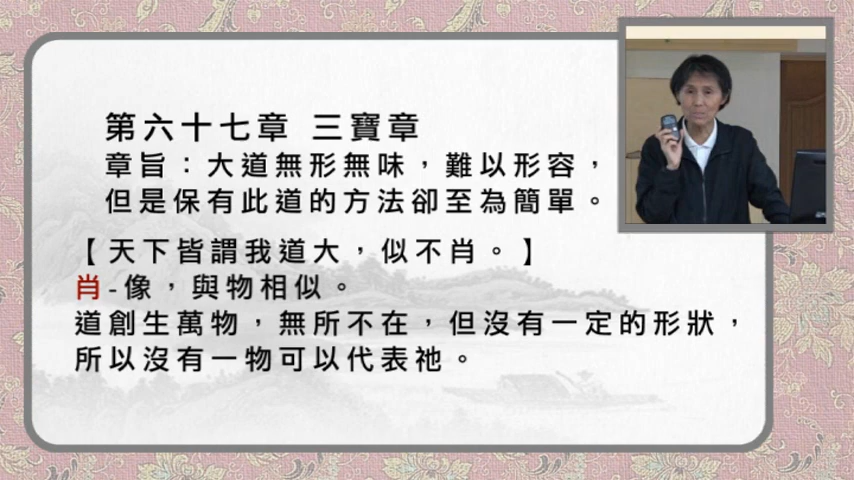 第六十七章 三寶章
章旨：大道無形無味，難以形容，
但是保有此道的方法卻至為簡單。
【天下皆謂我道大，似不肖。】
肖-像，與物相似。
道創生萬物，無所不在，但沒有一定的形狀，
所以沒有一物可以代表祂。